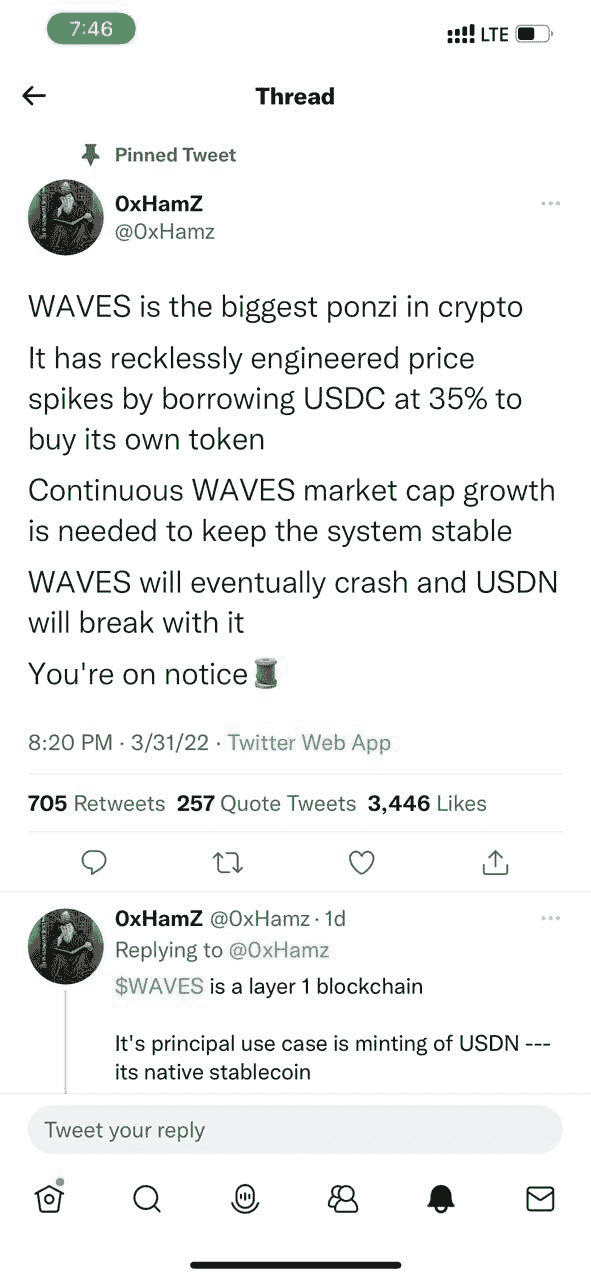 7:46
LTE
Thread
Pinned Tweet
0xHamZ
@0xHamz
WAVES is the biggest ponzi in crypto
It has recklessly engineered price
spikes by borrowing USDC at 35% to
buy its own token
Continuous WAVES market cap growth
is needed to keep the system stable
WAVES will eventually crash and USDN
will break with it
You're on notice🧵
8:20 PM · 3/31/22 · Twitter Web App
705 Retweets 257 Quote Tweets 3,446 Likes
0xHamZ @0xHamz · 1d
Replying to @0xHamz
$WAVES is a layer 1 blockchain
It's principal use case is minting of USDN ---
its native stablecoin
Tweet your reply